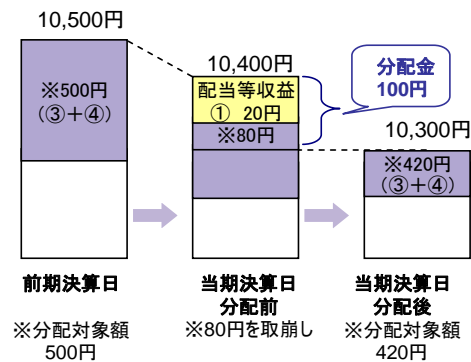 10,500円
※500円
(③+④)
前期決算日
※分配対象額
500円
10,400円
配当等収益
① 20円
※80円
当期決算日
分配前
※80円を取崩し
分配金
100円
10,300円
※420円
(③+④)
当期決算日
分配後
※分配対象額
420円